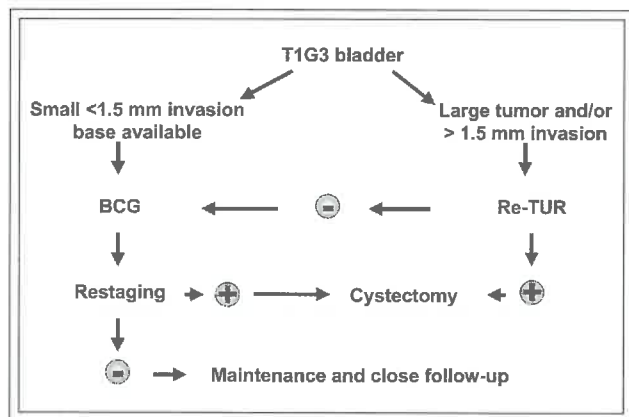 T1G3 bladder
Small <1.5 mm invasion
base available
Large tumor and/or
> 1.5 mm invasion
BCG
-
Re-TUR
Restaging
+
Cystectomy
+
-
Maintenance and close follow-up